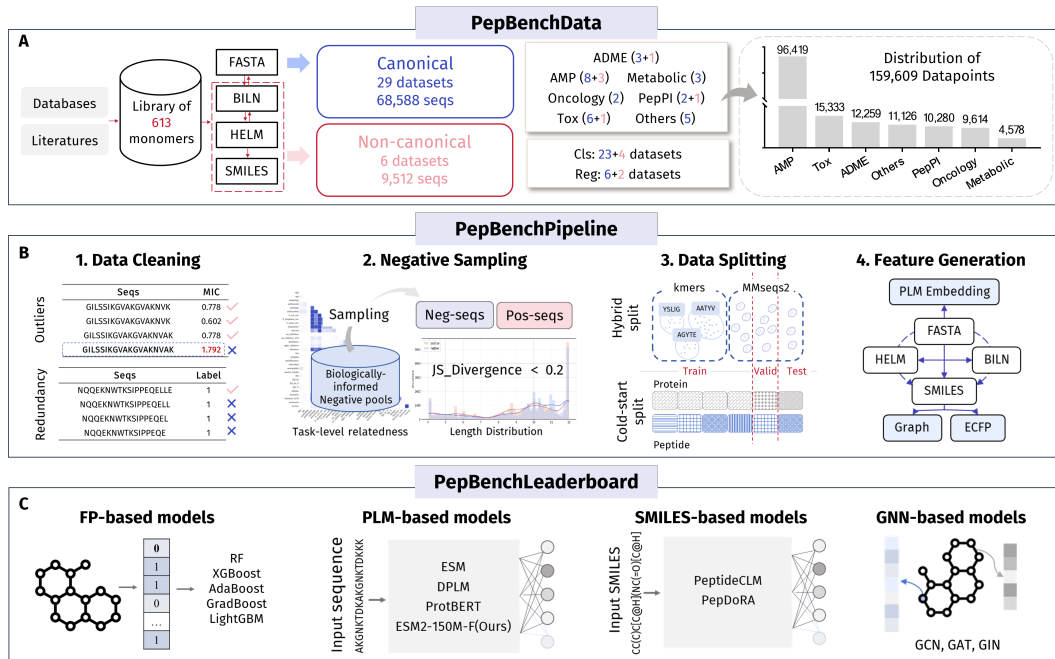 PepBenchData
A
Databases
Literatures
Library of
613
monomers
FASTA
BILN
HELM
SMILES
Canonical
29 datasets
68,588 seqs
Non-canonical
6 datasets
9,512 seqs
ADME (3+1)
AMP (8+3) Metabolic (3)
Oncology (2) PepPI (2+1)
Tox (6+1) Others (5)
Cls: 23+4 datasets
Reg: 6+2 datasets
Distribution of
159,609 Datapoints
96,419
15,333
12,259
11,126
10,280
9,614
4,578
AMP
Tox
ADME
Others
PepPI
Oncology
Metabolic
PepBenchPipeline
B
1. Data Cleaning
Outliers
Seqs MIC
GILSSIKGVAKGVAKNVK 0.778
GILSSIKGVAKGVAKNVAK 0.602
GILSSIKGVAKGVAKNVAK 0.778
GILSSIKGVAKGVAKNVAK 1.792
Redundancy
Seqs Label
NQQEKNWTKSIPPEQELLE 1
NQQEKNWTKSIPPEQELL 1
NQQEKNWTKSIPPEQEL 1
NQQEKNWTKSIPPEQE 1
2. Negative Sampling
Sampling
Biologically-
informed
Negative pools
Task-level relatedness
Neg-seqs
Pos-seqs
JS_Divergence < 0.2
Length Distribution
3. Data Splitting
Hybrid
split
kmers
MMseqs2
YSLIG
AATYV
AGYTE
Train
Valid
Test
Cold-start
split
Protein
Peptide
4. Feature Generation
PLM Embedding
FASTA
HELM
BILN
SMILES
Graph
ECFP
PepBenchLeaderboard
C
FP-based models
0
1
1
0
...
1
RF
XGBoost
AdaBoost
GradBoost
LightGBM
PLM-based models
Input sequence
AKGNKTDKAKGNKTDKKK
ESM
DPLM
ProtBERT
ESM2-150M-F(Ours)
SMILES-based models
Input SMILES
CC(C)C[C@H](NC(=O)[C@H]
PeptideCLM
PepDoRA
GNN-based models
GCN, GAT, GIN